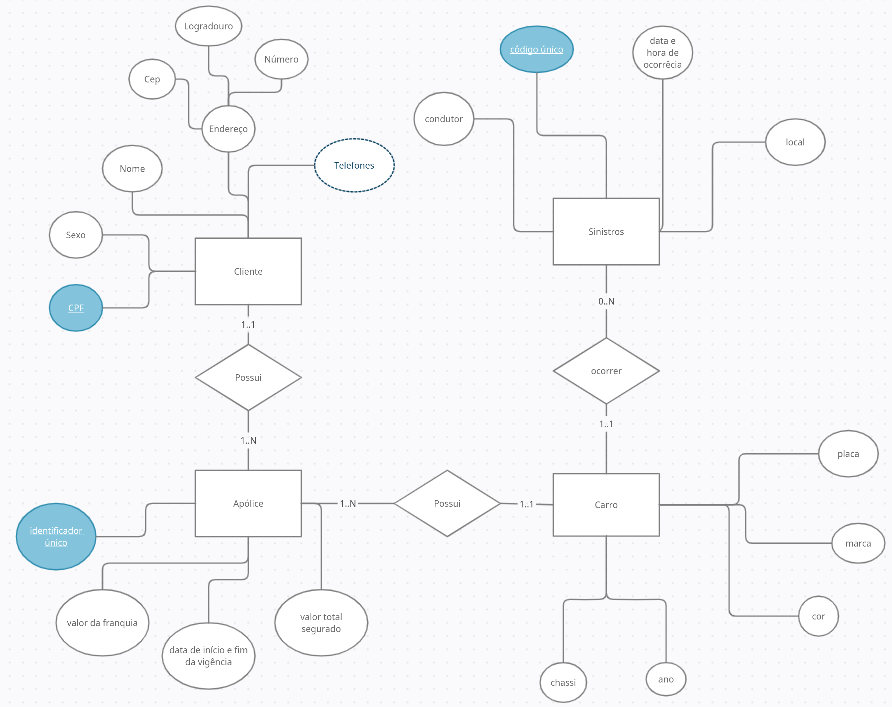 Logradouro
Número
Cep
Endereço
Telefones
Nome
Sexo
CPF
Cliente
1..1
Possui
1..N
Apólice
identificador
único
valor da franquia
data de início e fim
da vigência
valor total
segurado
1..N
Possui
1..1
código único
data e
hora de
ocorrêcia
condutor
local
Sinistros
0..N
ocorrer
1..1
Carro
placa
marca
cor
chassi
ano